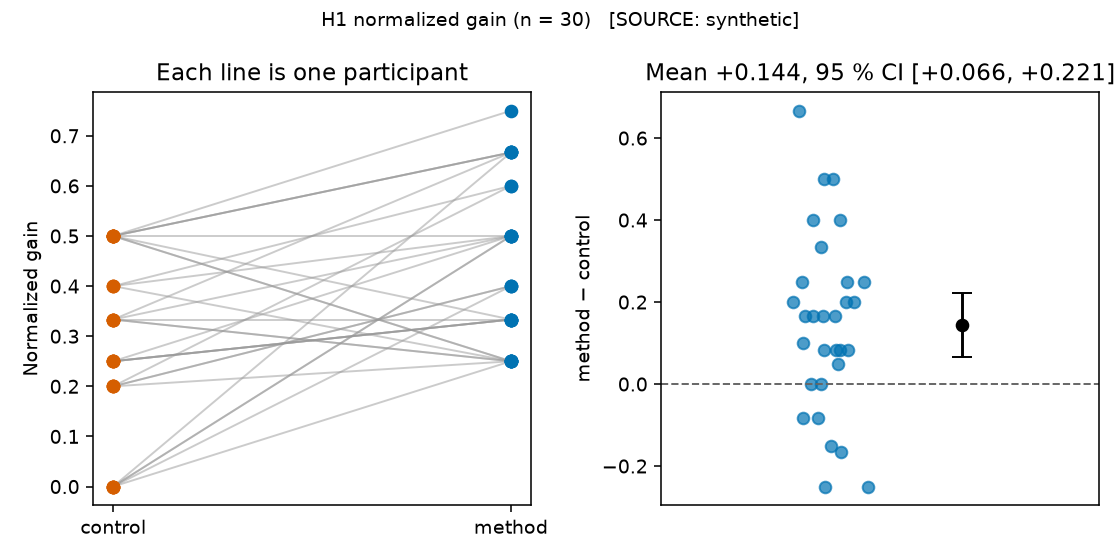 H1 normalized gain (n = 30)   [SOURCE: synthetic]
Each line is one participant
Normalized gain
0.7
0.6
0.5
0.4
0.3
0.2
0.1
0.0
control
method
Mean +0.144, 95 % CI [+0.066, +0.221]
method − control
0.6
0.4
0.2
0.0
−0.2